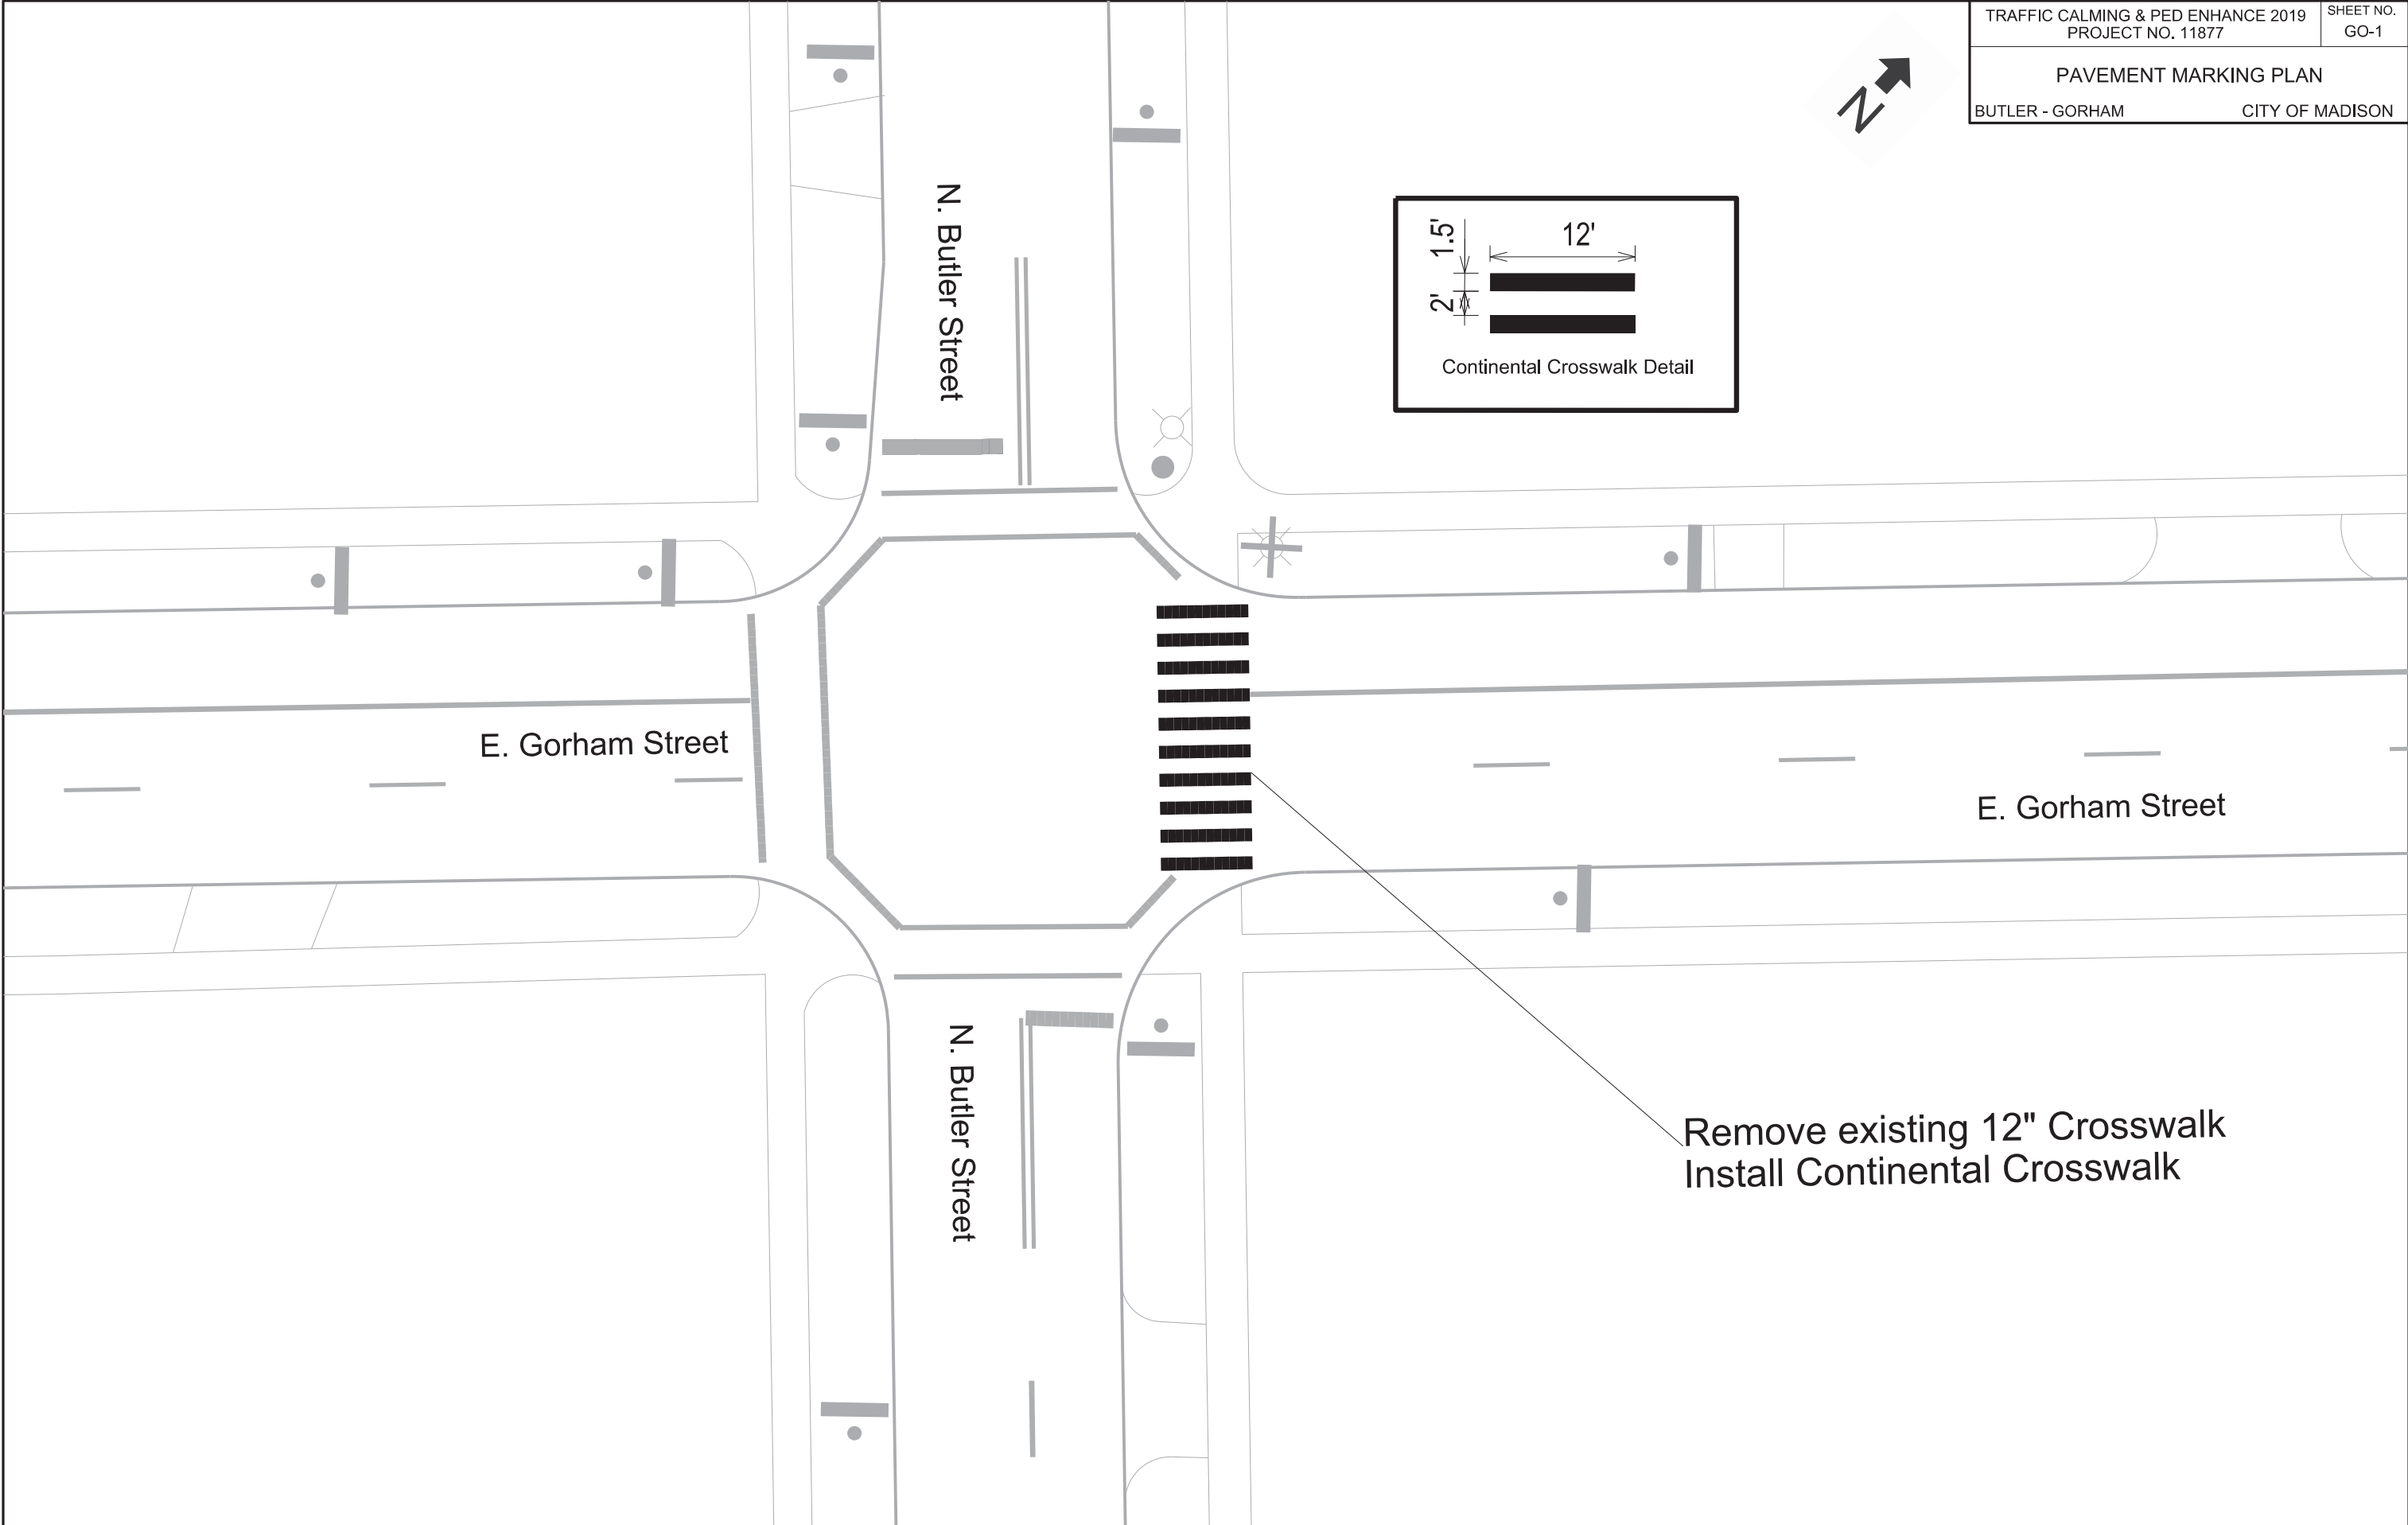 TRAFFIC CALMING & PED ENHANCE 2019
PROJECT NO. 11877
SHEET NO.
GO-1
PAVEMENT MARKING PLAN
BUTLER - GORHAM
CITY OF MADISON
N
N. Butler Street
1.5'
12'
2'
Continental Crosswalk Detail
E. Gorham Street
E. Gorham Street
N. Butler Street
Remove existing 12" Crosswalk
Install Continental Crosswalk